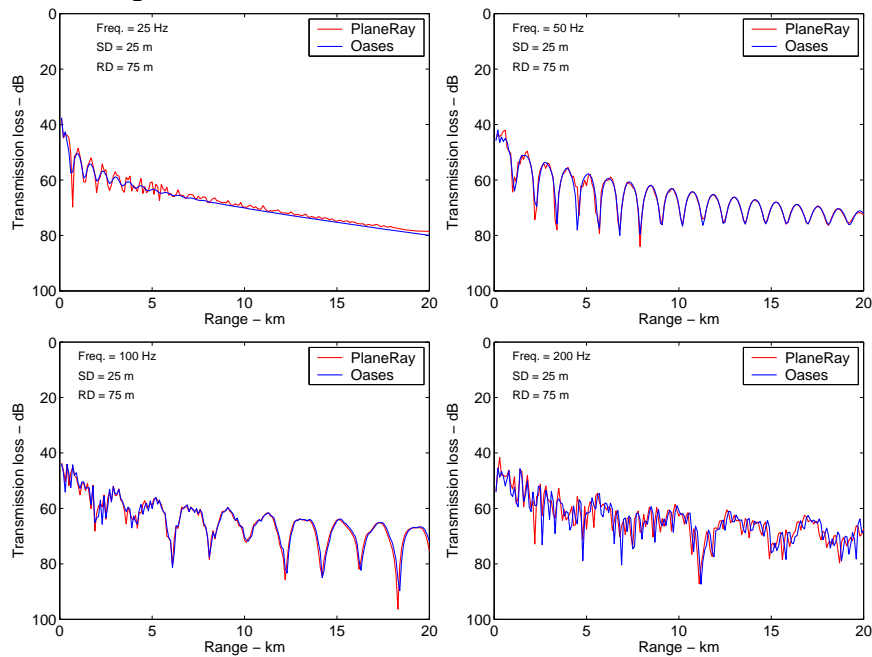 0
20
40
60
80
100
0
5
10
15
20
Transmission loss – dB
Range – km
Freq. = 25 Hz
SD = 25 m
RD = 75 m
PlaneRay
Oases
0
20
40
60
80
100
0
5
10
15
20
Transmission loss – dB
Range – km
Freq. = 50 Hz
SD = 25 m
RD = 75 m
PlaneRay
Oases
0
20
40
60
80
100
0
5
10
15
20
Transmission loss – dB
Range – km
Freq. = 100 Hz
SD = 25 m
RD = 75 m
PlaneRay
Oases
0
20
40
60
80
100
0
5
10
15
20
Transmission loss – dB
Range – km
Freq. = 200 Hz
SD = 25 m
RD = 75 m
PlaneRay
Oases